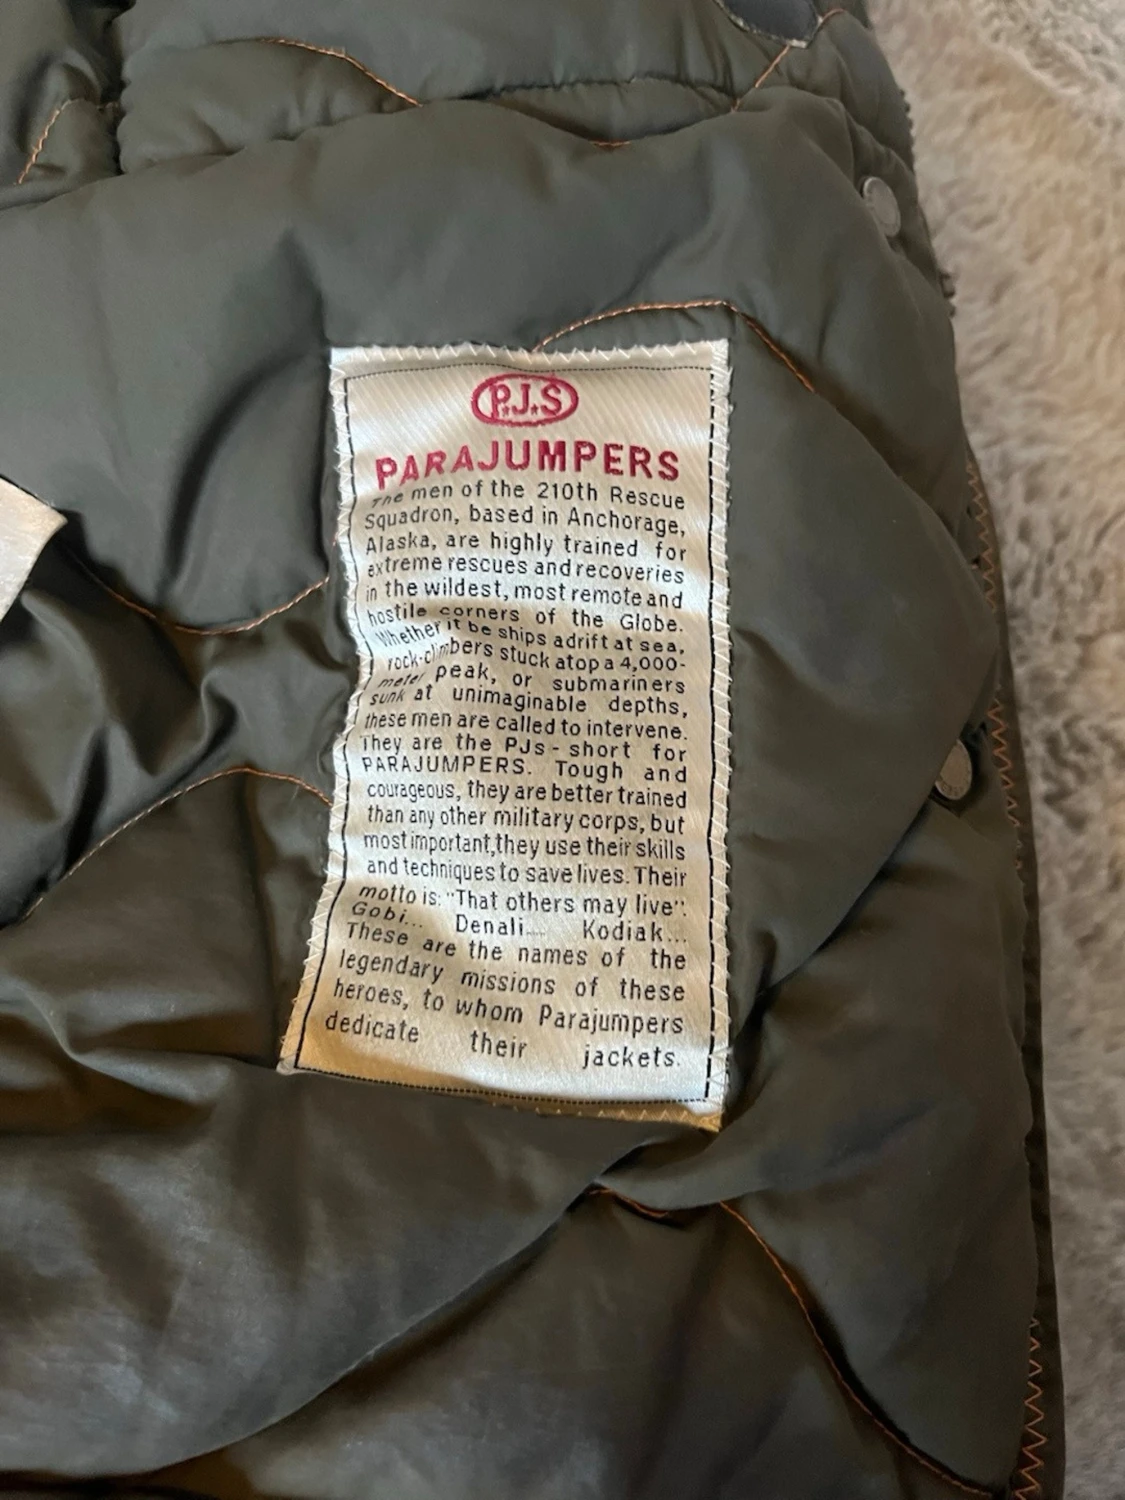 P.J.S
PARAJUMPERS
The men of the 210th Rescue
Squadron, based in Anchorage,
Alaska, are highly trained for
extreme rescues and recoveries
in the wildest, most remote and
hostile corners of the Globe.
Whether it be ships adrift at sea,
rock-climbers stuck atop a 4,000-
meter peak, or submariners
sunk at unimaginable depths,
these men are called to intervene.
They are the PJs - short for
PARAJUMPERS. Tough and
courageous, they are better trained
than any other military corps, but
most important, they use their skills
and techniques to save lives. Their
motto is: "That others may live".
Gobi... Denali.... Kodiak...
These are the names of the
legendary missions of these
heroes, to whom Parajumpers
dedicate their jackets.